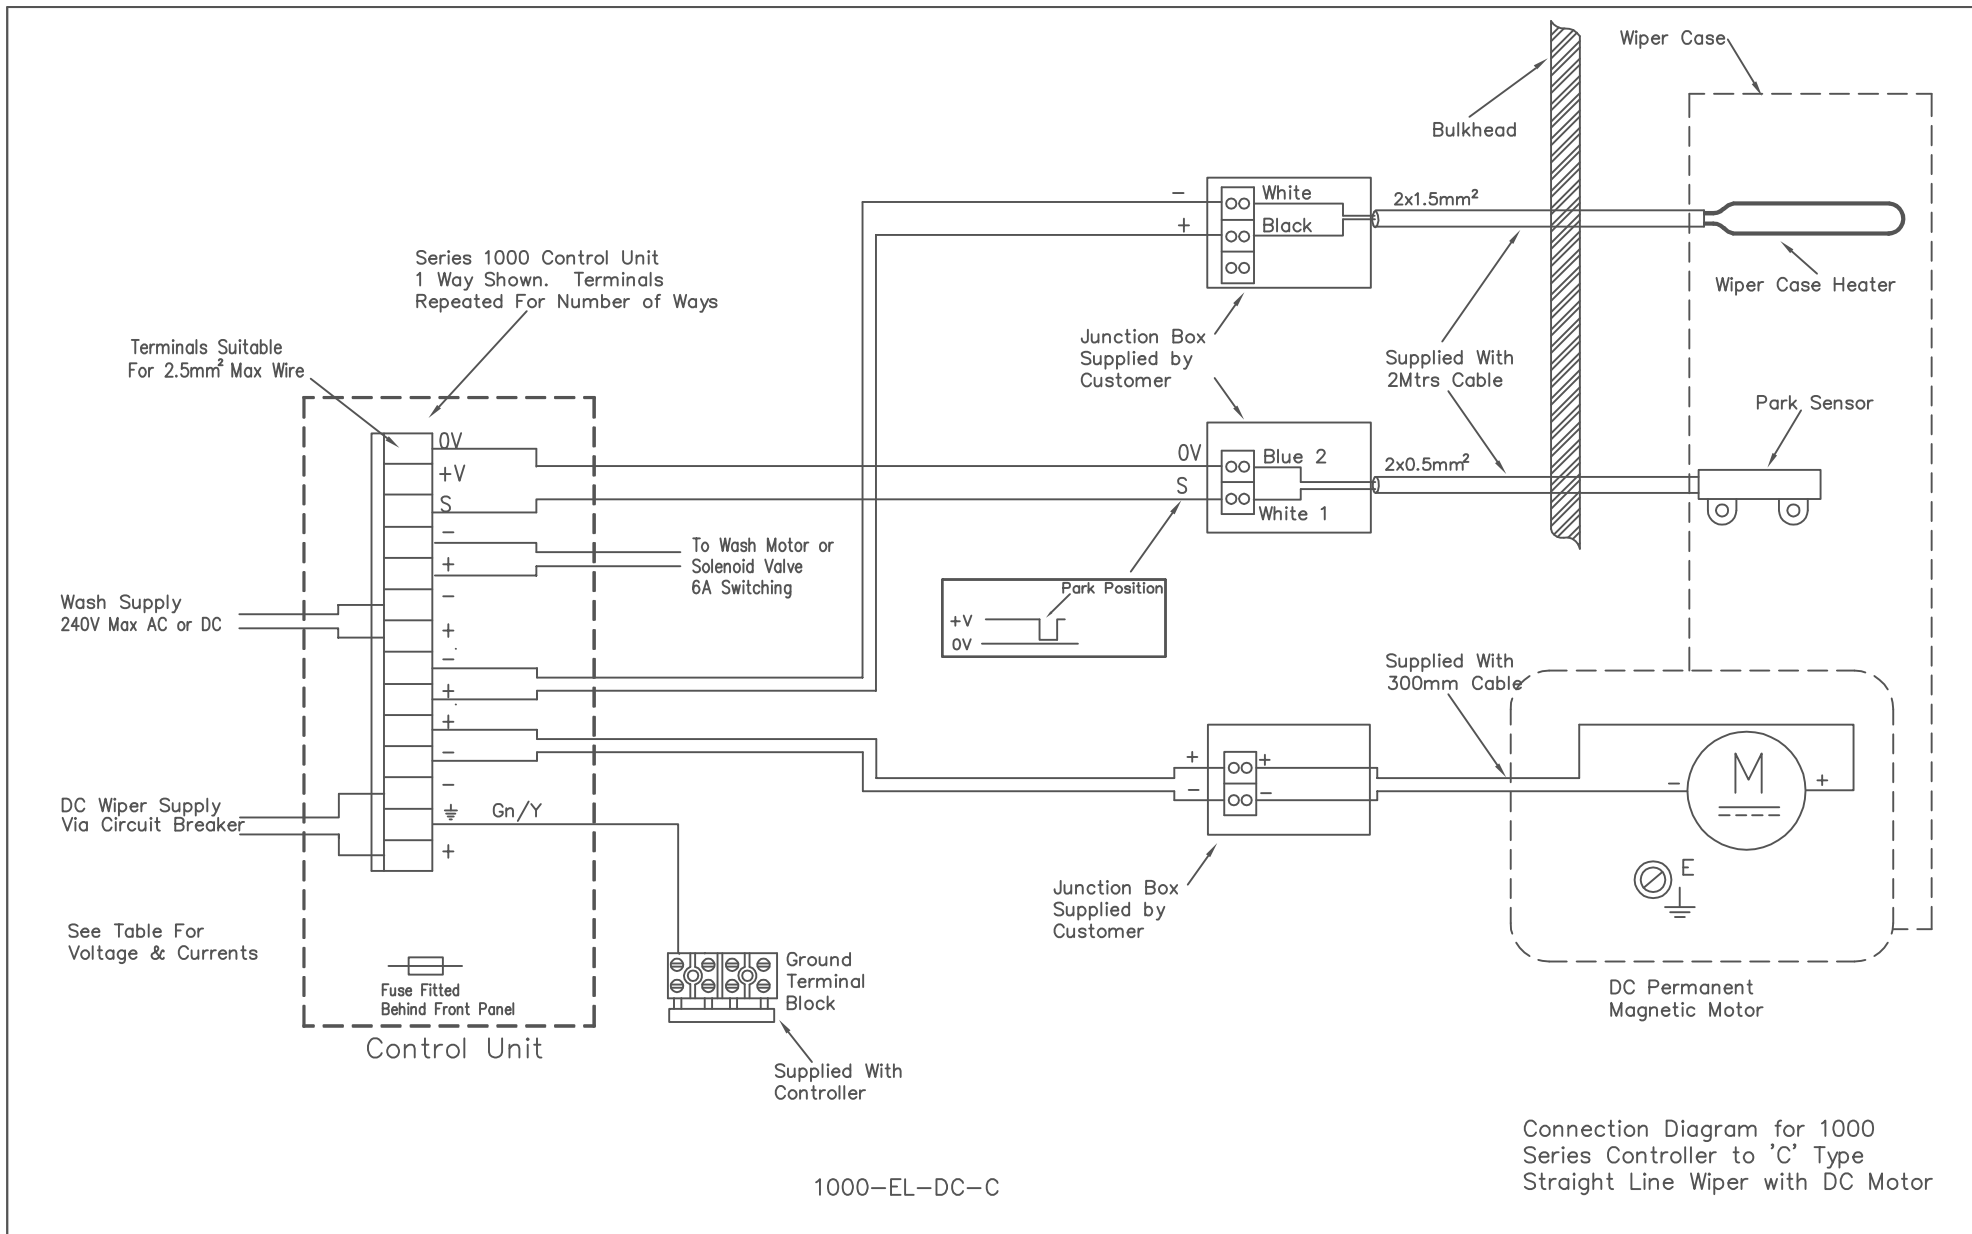 Wiper Case
Bulkhead
–
White
+
Black
2x1.5mm²
Wiper Case Heater
Series 1000 Control Unit
1 Way Shown. Terminals
Repeated For Number of Ways
Terminals Suitable
For 2.5mm² Max Wire
Junction Box
Supplied by
Customer
Supplied With
2Mtrs Cable
Park Sensor
0V
+V
S
–
+
–
+
–
+
+
–
–
+
0V
Blue 2
S
White 1
2x0.5mm²
To Wash Motor or
Solenoid Valve
6A Switching
Park Position
+V
0V
Wash Supply
240V Max AC or DC
Supplied With
300mm Cable
+
–
+
–
M
–
+
E
DC Wiper Supply
Via Circuit Breaker
Gn/Y
See Table For
Voltage & Currents
Fuse Fitted
Behind Front Panel
Control Unit
Ground
Terminal
Block
Supplied With
Controller
Junction Box
Supplied by
Customer
DC Permanent
Magnetic Motor
Connection Diagram for 1000
Series Controller to 'C' Type
Straight Line Wiper with DC Motor
1000–EL–DC–C